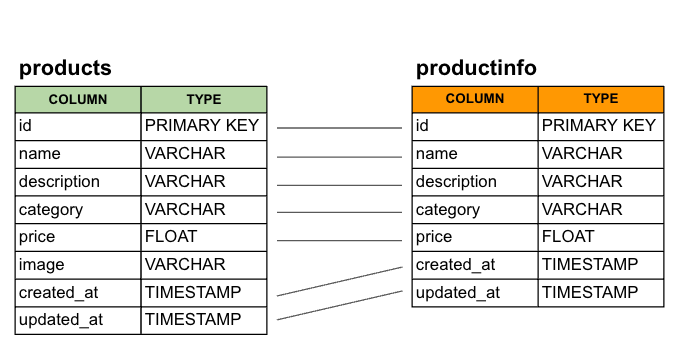 products
COLUMN TYPE
id PRIMARY KEY
name VARCHAR
description VARCHAR
category VARCHAR
price FLOAT
image VARCHAR
created_at TIMESTAMP
updated_at TIMESTAMP
productinfo
COLUMN TYPE
id PRIMARY KEY
name VARCHAR
description VARCHAR
category VARCHAR
price FLOAT
created_at TIMESTAMP
updated_at TIMESTAMP